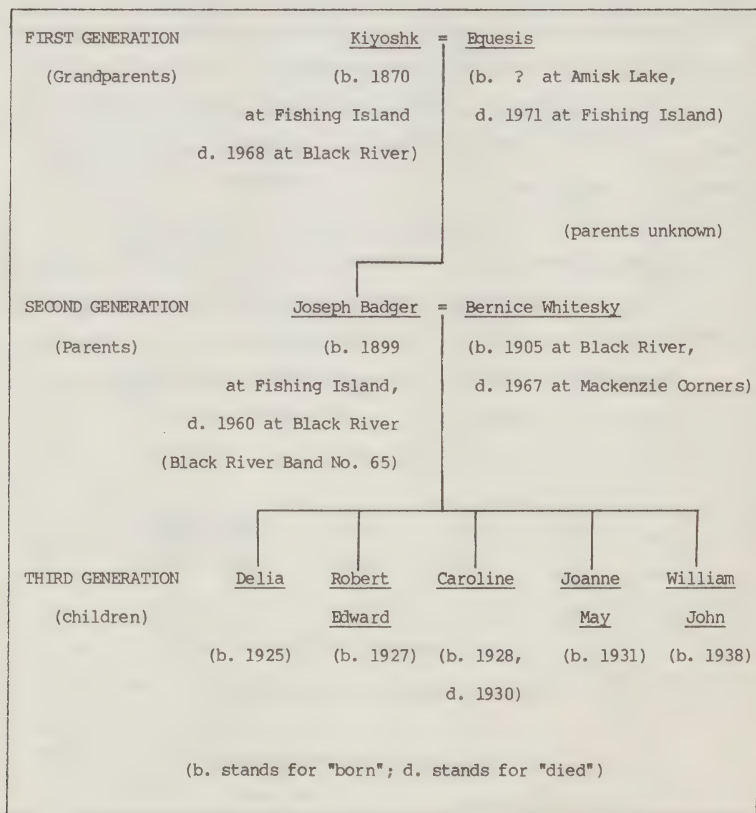 FIRST GENERATION Kiyoshk = Equesis
(Grandparents) (b. 1870 (b. ? at Amisk Lake,
at Fishing Island d. 1971 at Fishing Island)
d. 1968 at Black River)
(parents unknown)
SECOND GENERATION Joseph Badger = Bernice Whitesky
(Parents) (b. 1899 (b. 1905 at Black River,
at Fishing Island, d. 1967 at Mackenzie Corners)
d. 1960 at Black River
(Black River Band No. 65)
THIRD GENERATION Delia Robert Caroline Joanne William
(children) Edward May John
(b. 1925) (b. 1927) (b. 1928, (b. 1931) (b. 1938)
d. 1930)
(b. stands for "born"; d. stands for "died")